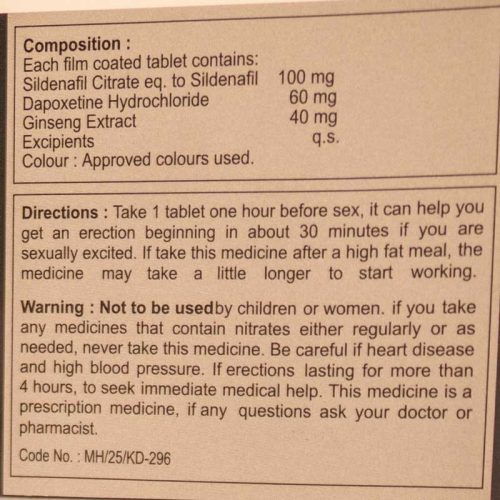 Composition :
Each film coated tablet contains:
Sildenafil Citrate eq. to Sildenafil 100 mg
Dapoxetine Hydrochloride 60 mg
Ginseng Extract 40 mg
Excipients q.s.
Colour : Approved colours used.
Directions : Take 1 tablet one hour before sex, it can help you
get an erection beginning in about 30 minutes if you are
sexually excited. If take this medicine after a high fat meal, the
medicine may take a little longer to start working.
Warning : Not to be used by children or women. if you take
any medicines that contain nitrates either regularly or as
needed, never take this medicine. Be careful if heart disease
and high blood pressure. If erections lasting for more than
4 hours, to seek immediate medical help. This medicine is a
prescription medicine, if any questions ask your doctor or
pharmacist.
Code No. : MH/25/KD-296